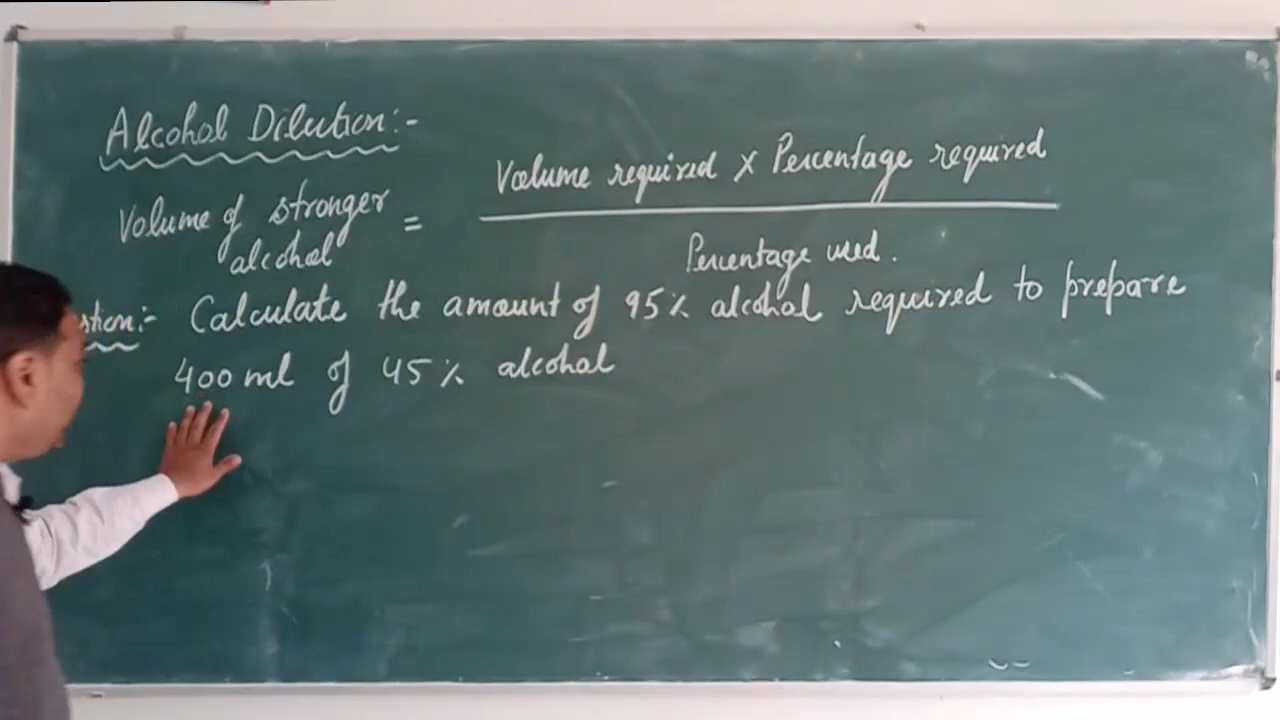 Alcohol Dilution:-
Volume of stronger alcohol = Volume required x Percentage required
Percentage used.
stion:- Calculate the amount of 95% alcohol required to prepare
400 ml of 45% alcohol